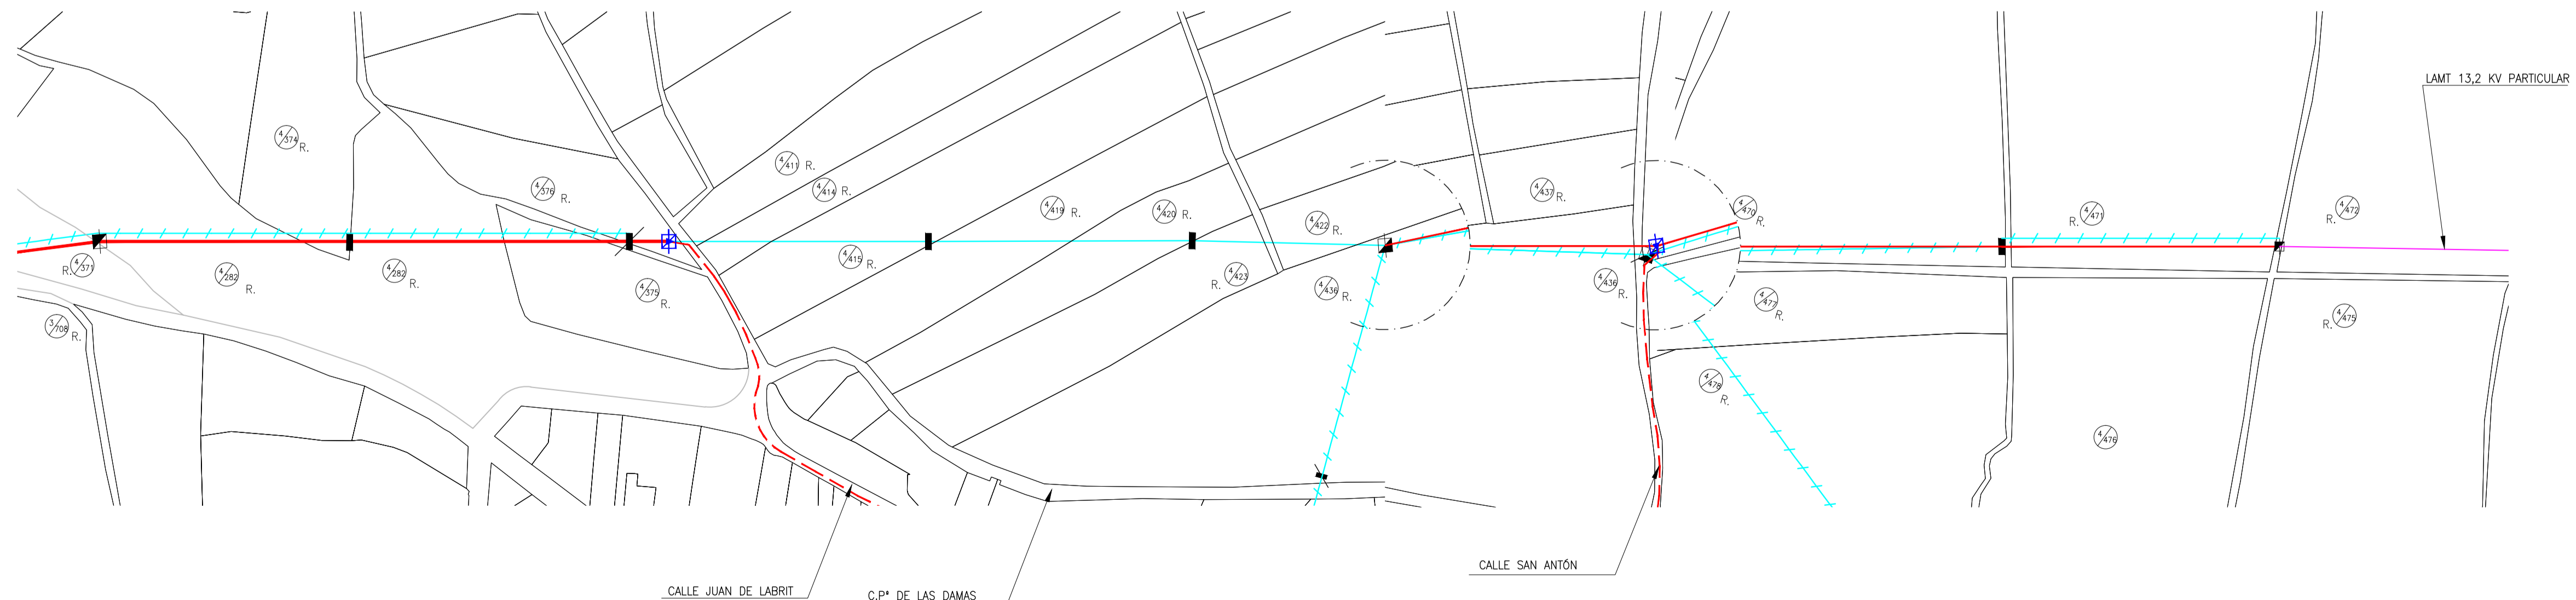 LAMT 13,2 KV PARTICULAR
4/374 R.
4/411 R.
4/376 R.
4/414 R.
4/437 R.
4/419 R.
4/420 R.
4/470 R.
4/471 R.
4/472 R.
4/422 R.
4/415 R.
4/371 R.
4/282 R.
4/282 R.
4/375 R.
4/423 R.
4/436 R.
4/436 R.
4/477 R.
4/475 R.
3/708 R.
4/478 R.
4/476
CALLE SAN ANTÓN
CALLE JUAN DE LABRIT
C.Pª DE LAS DAMAS